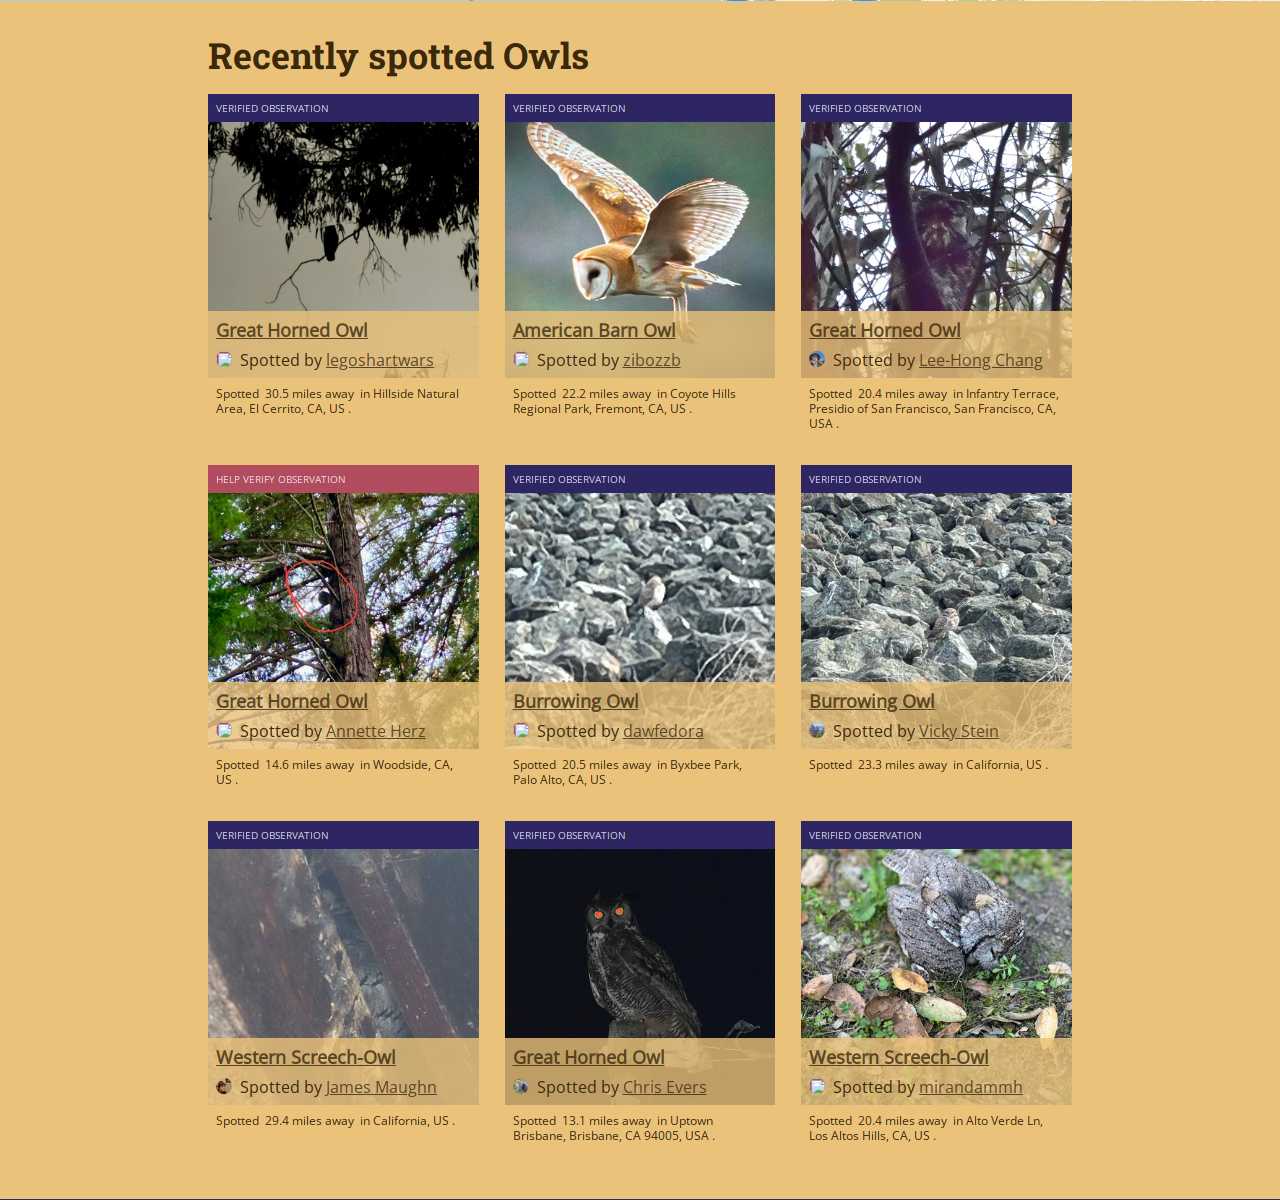 Recently spotted Owls
VERIFIED OBSERVATION
Great Horned Owl
Spotted by legoshartwars
Spotted 30.5 miles away in Hillside Natural
Area, El Cerrito, CA, US .
VERIFIED OBSERVATION
American Barn Owl
Spotted by zibozzb
Spotted 22.2 miles away in Coyote Hills
Regional Park, Fremont, CA, US .
VERIFIED OBSERVATION
Great Horned Owl
Spotted by Lee-Hong Chang
Spotted 20.4 miles away in Infantry Terrace,
Presidio of San Francisco, San Francisco, CA,
USA .
HELP VERIFY OBSERVATION
Great Horned Owl
Spotted by Annette Herz
Spotted 14.6 miles away in Woodside, CA,
US .
VERIFIED OBSERVATION
Burrowing Owl
Spotted by dawfedora
Spotted 20.5 miles away in Byxbee Park,
Palo Alto, CA, US .
VERIFIED OBSERVATION
Burrowing Owl
Spotted by Vicky Stein
Spotted 23.3 miles away in California, US .
VERIFIED OBSERVATION
Western Screech-Owl
Spotted by James Maughn
Spotted 29.4 miles away in California, US .
VERIFIED OBSERVATION
Great Horned Owl
Spotted by Chris Evers
Spotted 13.1 miles away in Uptown
Brisbane, Brisbane, CA 94005, USA .
VERIFIED OBSERVATION
Western Screech-Owl
Spotted by mirandammh
Spotted 20.4 miles away in Alto Verde Ln,
Los Altos Hills, CA, US .